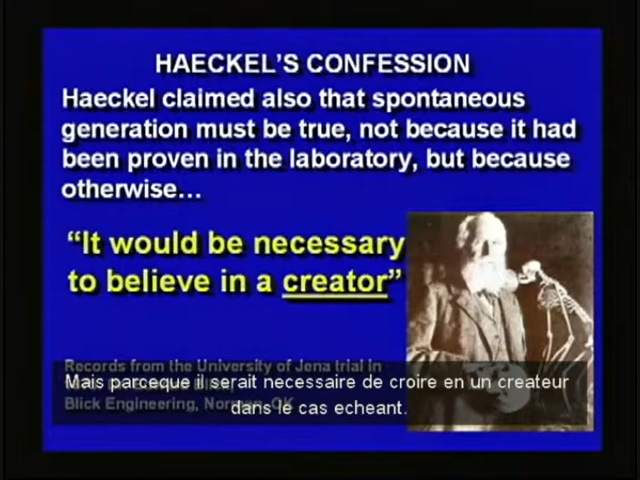 HAECKEL'S CONFESSION
Haeckel claimed also that spontaneous
generation must be true, not because it had
been proven in the laboratory, but because
otherwise…
“It would be necessary
to believe in a creator”
Records from the University of Jena trial in
Mais parceque il serait necessaire de croire en un createur
Blick Engineering, Norman, OK
dans le cas echeant.